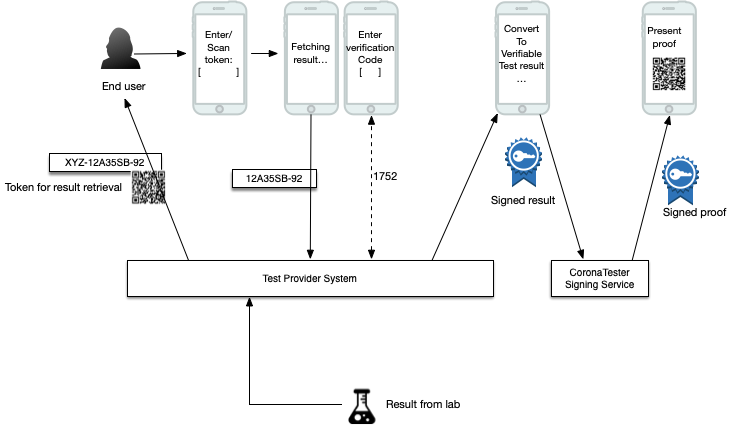 Enter/
Scan
token:
[ ]
Fetching
result...
Enter
verification
Code
[ ]
Convert
To
Verifiable
Test result
...
Present
proof
End user
XYZ-12A35SB-92
Token for result retrieval
12A35SB-92
1752
Signed result
Signed proof
Test Provider System
CoronaTester
Signing Service
Result from lab